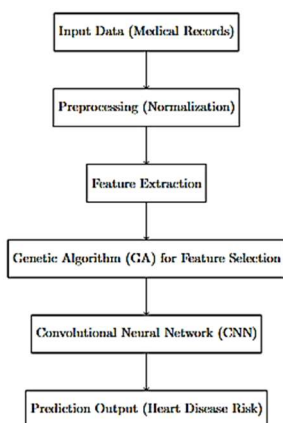 Input Data (Medical Records)
Preprocessing (Normalization)
Feature Extraction
Genetic Algorithm (GA) for Feature Selection
Convolutional Neural Network (CNN)
Prediction Output (Heart Disease Risk)